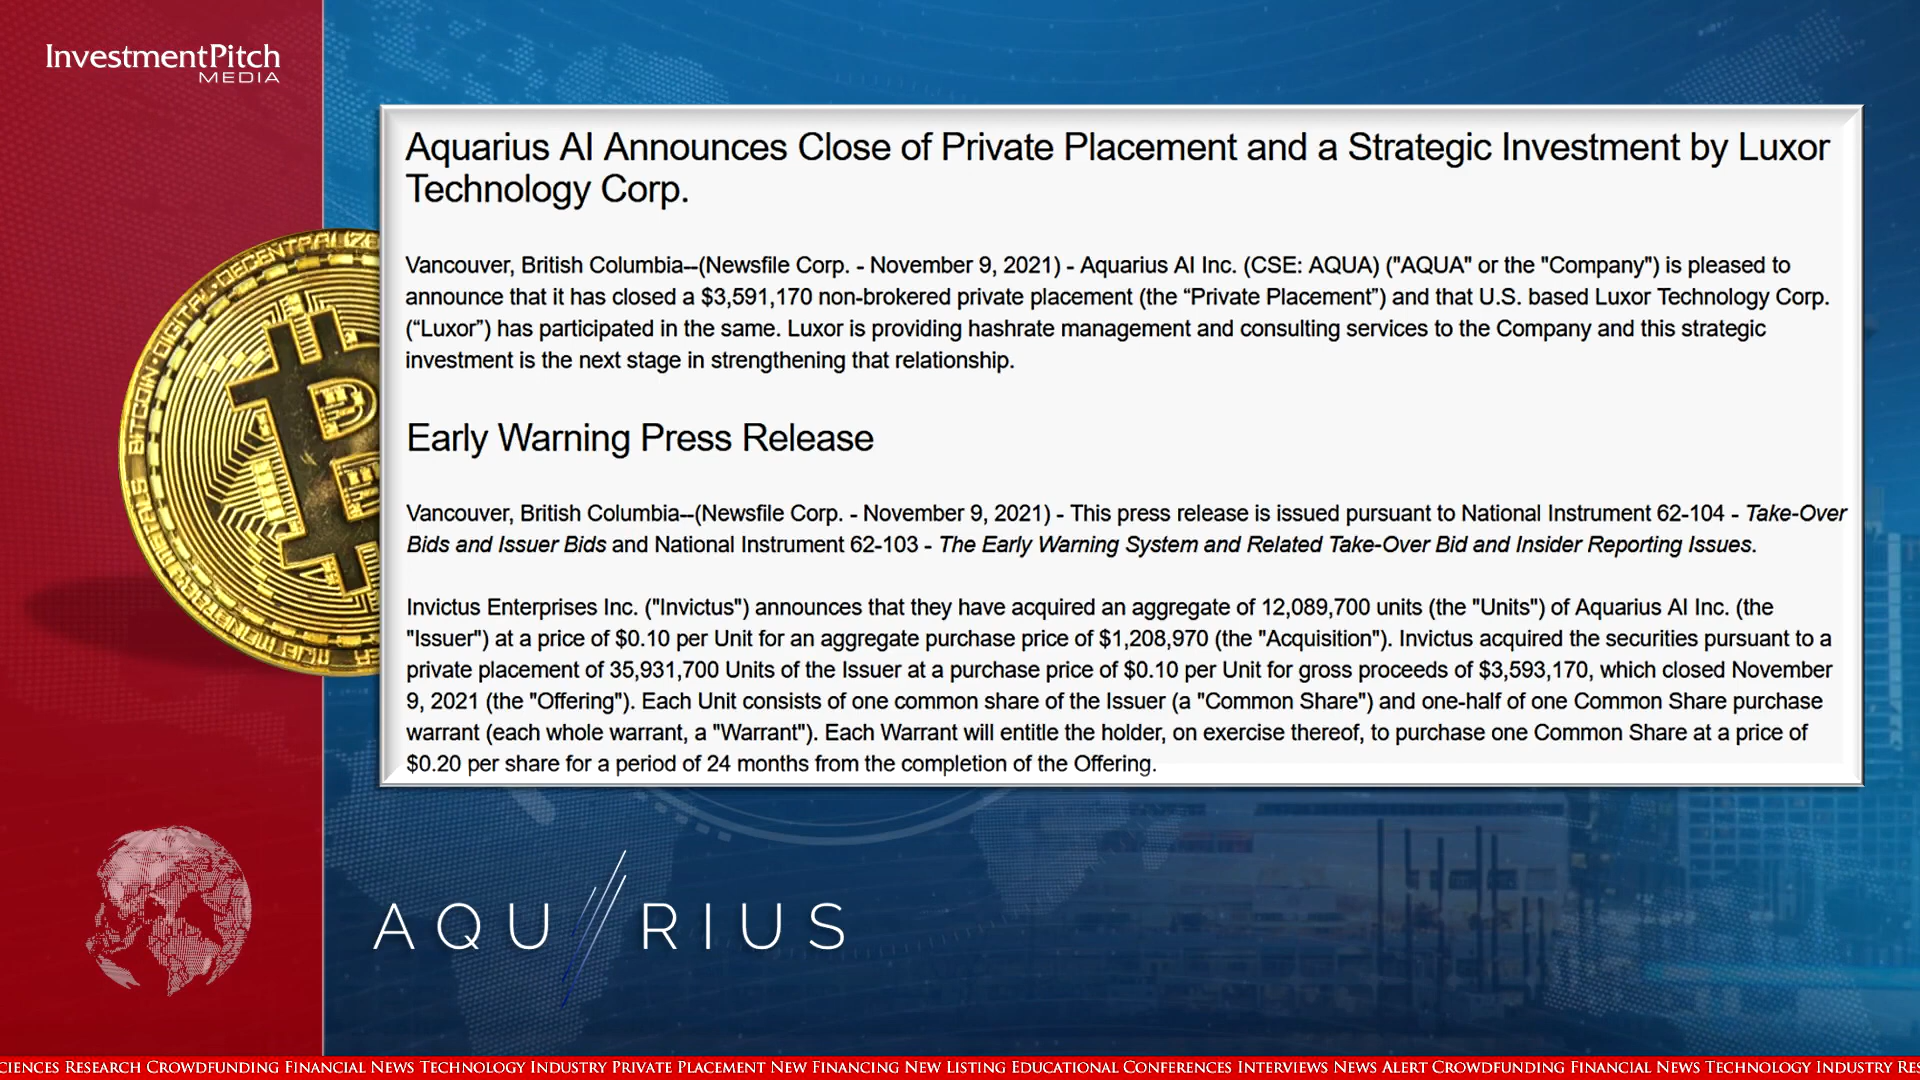 InvestmentPitch
MEDIA
Aquarius AI Announces Close of Private Placement and a Strategic Investment by Luxor
Technology Corp.
Vancouver, British Columbia--(Newsfile Corp. - November 9, 2021) - Aquarius AI Inc. (CSE: AQUA) ("AQUA" or the "Company") is pleased to
announce that it has closed a $3,591,170 non-brokered private placement (the “Private Placement”) and that U.S. based Luxor Technology Corp.
(“Luxor”) has participated in the same. Luxor is providing hashrate management and consulting services to the Company and this strategic
investment is the next stage in strengthening that relationship.
Early Warning Press Release
Vancouver, British Columbia--(Newsfile Corp. - November 9, 2021) - This press release is issued pursuant to National Instrument 62-104 - Take-Over
Bids and Issuer Bids and National Instrument 62-103 - The Early Warning System and Related Take-Over Bid and Insider Reporting Issues.
Invictus Enterprises Inc. ("Invictus") announces that they have acquired an aggregate of 12,089,700 units (the "Units") of Aquarius AI Inc. (the
"Issuer") at a price of $0.10 per Unit for an aggregate purchase price of $1,208,970 (the "Acquisition"). Invictus acquired the securities pursuant to a
private placement of 35,931,700 Units of the Issuer at a purchase price of $0.10 per Unit for gross proceeds of $3,593,170, which closed November
9, 2021 (the "Offering"). Each Unit consists of one common share of the Issuer (a "Common Share") and one-half of one Common Share purchase
warrant (each whole warrant, a "Warrant"). Each Warrant will entitle the holder, on exercise thereof, to purchase one Common Share at a price of
$0.20 per share for a period of 24 months from the completion of the Offering.
BITCOIN · DIGITAL · DECENTRALIZE
AQU//RIUS
CIENCES RESEARCH CROWDFUNDING FINANCIAL NEWS TECHNOLOGY INDUSTRY PRIVATE PLACEMENT NEW FINANCING NEW LISTING EDUCATIONAL CONFERENCES INTERVIEWS NEWS ALERT CROWDFUNDING FINANCIAL NEWS TECHNOLOGY INDUSTRY RES